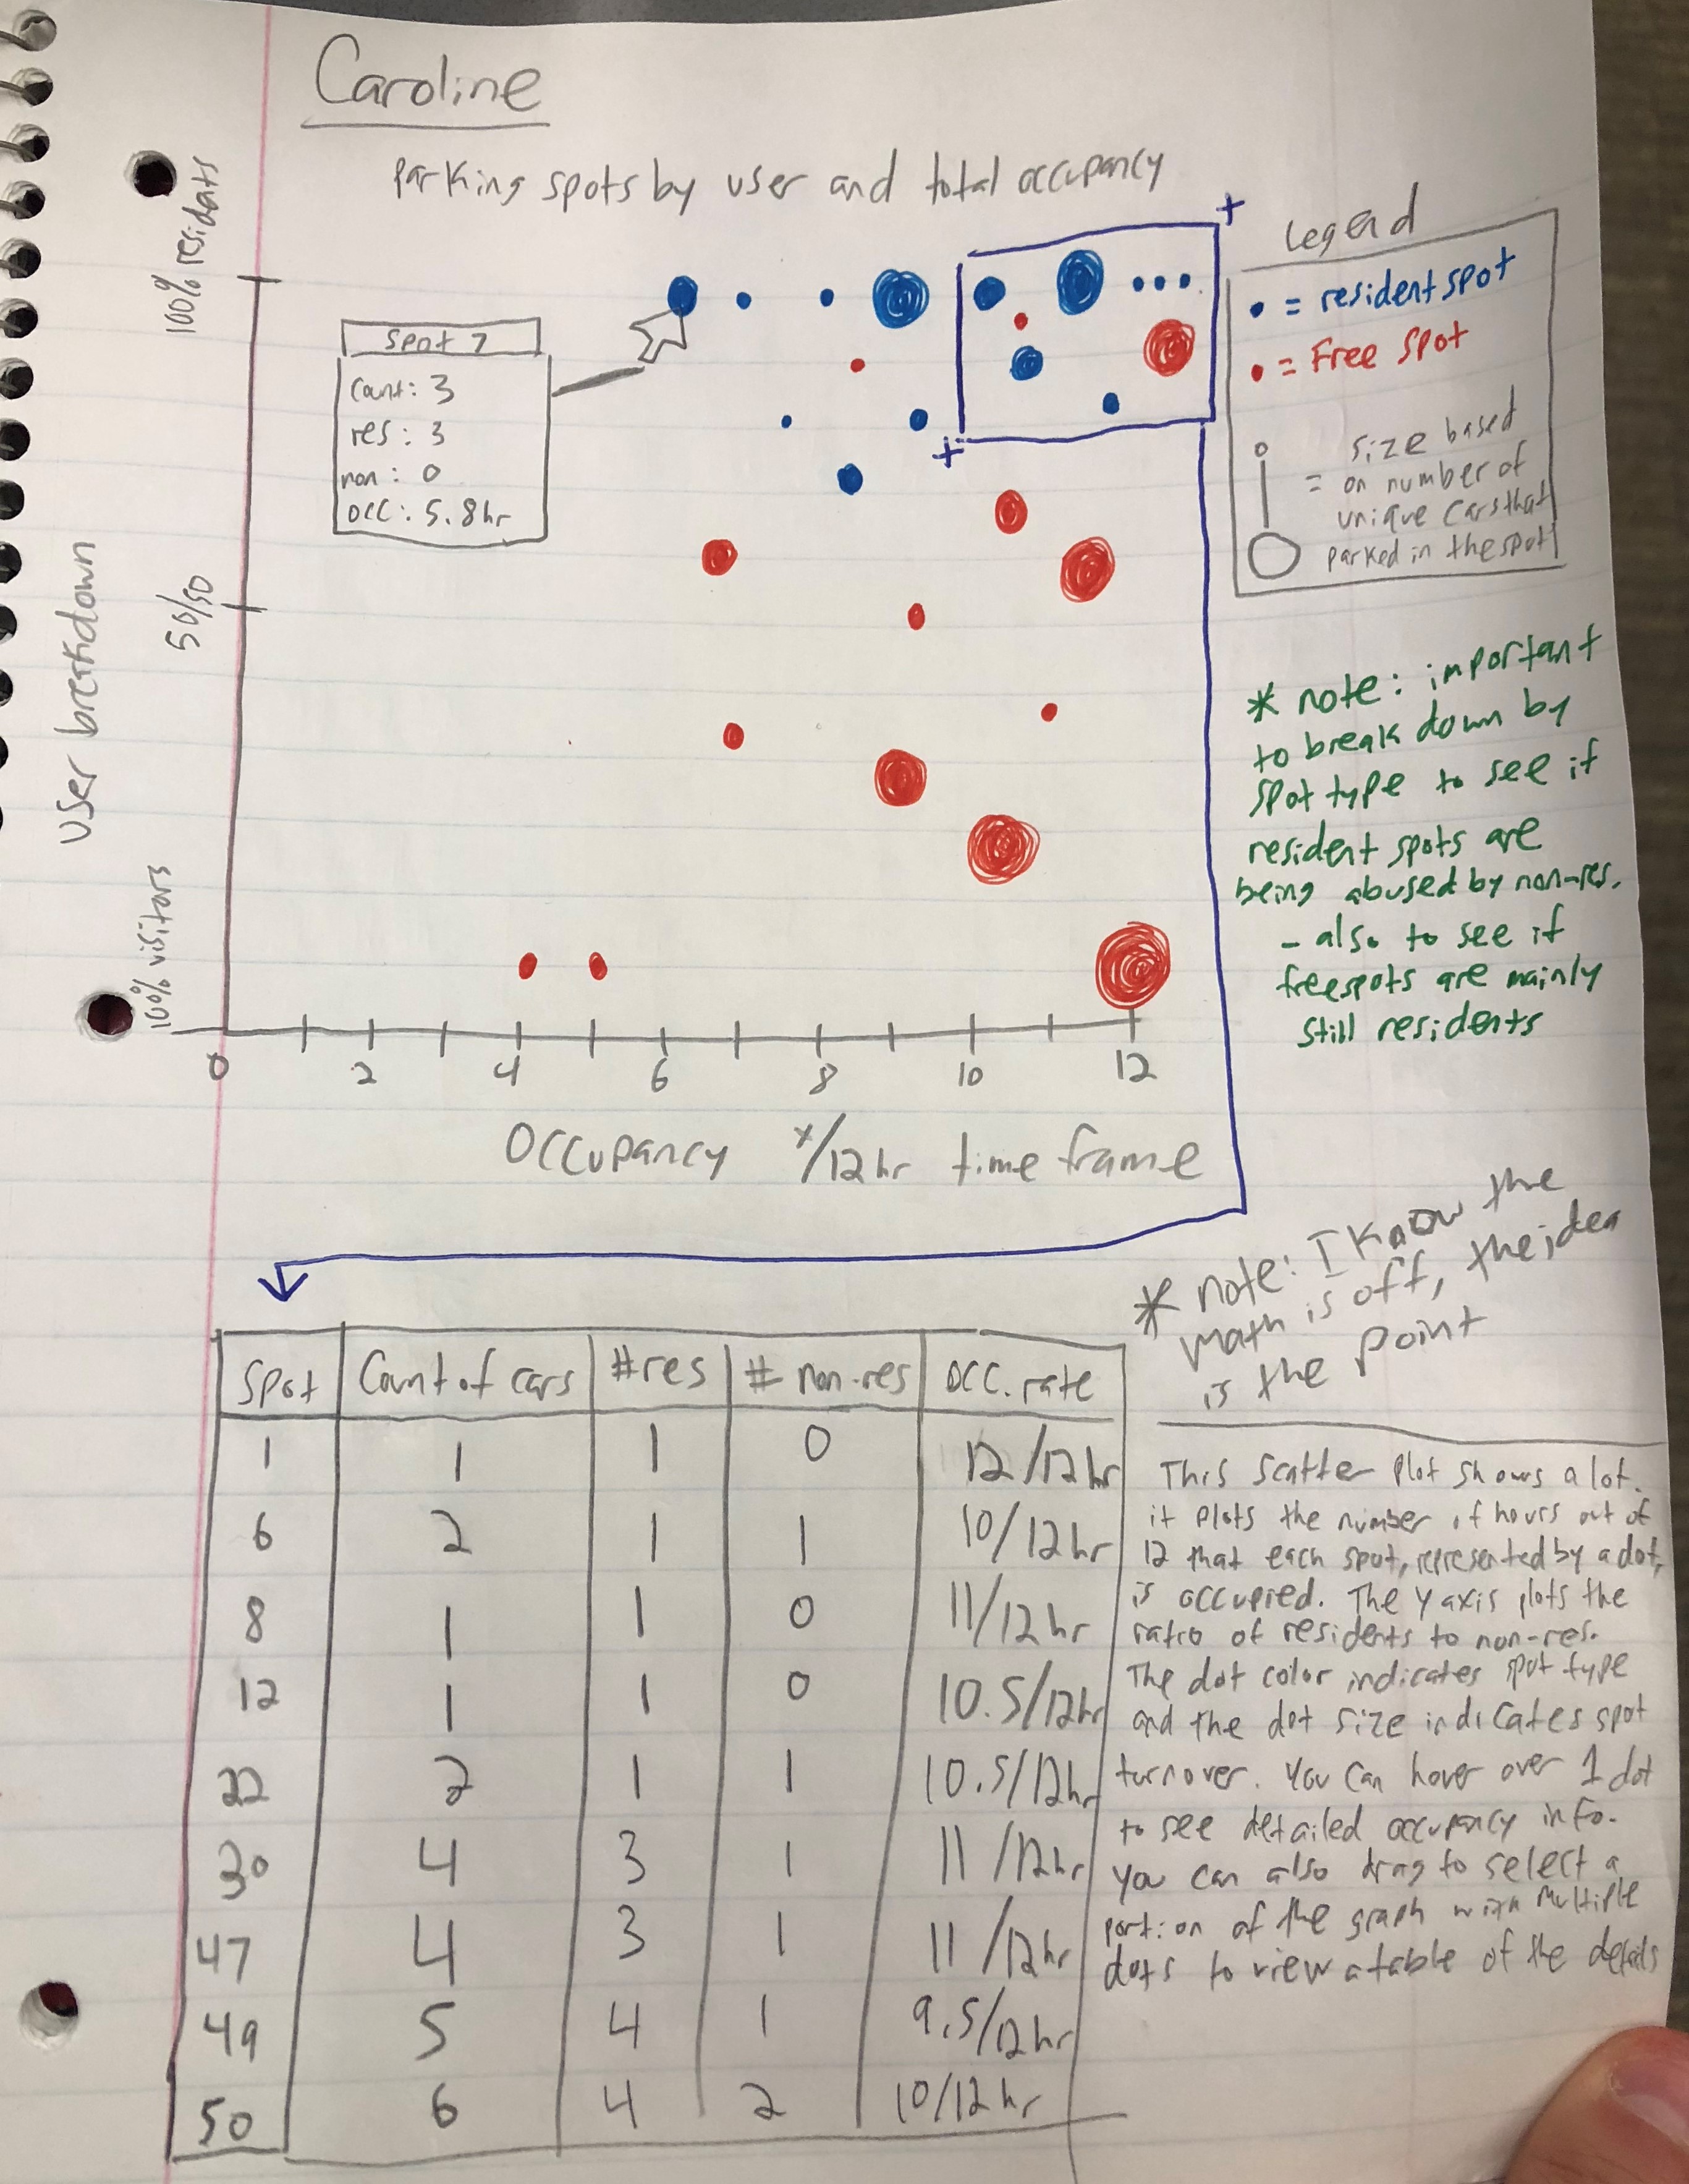 Caroline
Parking spots by user and total occupancy
100% residents
50/50
User breakdown
100% visitors
Spot 7
Count: 3
res: 3
non: 0
occ: 5.8hr
Legend
• = resident spot
• = Free Spot
size based
= on number of
unique cars that
parked in the spot
* note: important
to break down by
spot type to see if
resident spots are
being abused by non-res.
- also to see if
freespots are mainly
still residents
0 2 4 6 8 10 12
Occupancy x/12hr time frame
* note: I know the
math is off, the idea
is the point
Spot Count of cars #res # non-res occ. rate
1 1 1 0 12/12hr
6 2 1 1 10/12hr
8 1 1 0 11/12hr
12 1 1 0 10.5/12hr
22 2 1 1 10.5/12hr
30 4 3 1 11/12hr
47 4 3 1 11/12hr
49 5 4 1 9.5/12hr
50 6 4 2 10/12hr
This scatter plot shows a lot.
it plots the number of hours out of
12 that each spot, represented by a dot,
is occupied. The y axis plots the
ratio of residents to non-res.
The dot color indicates spot type
and the dot size indicates spot
turnover. You can hover over 1 dot
to see detailed occupancy info.
You can also drag to select a
portion of the graph with multiple
dots to view a table of the details